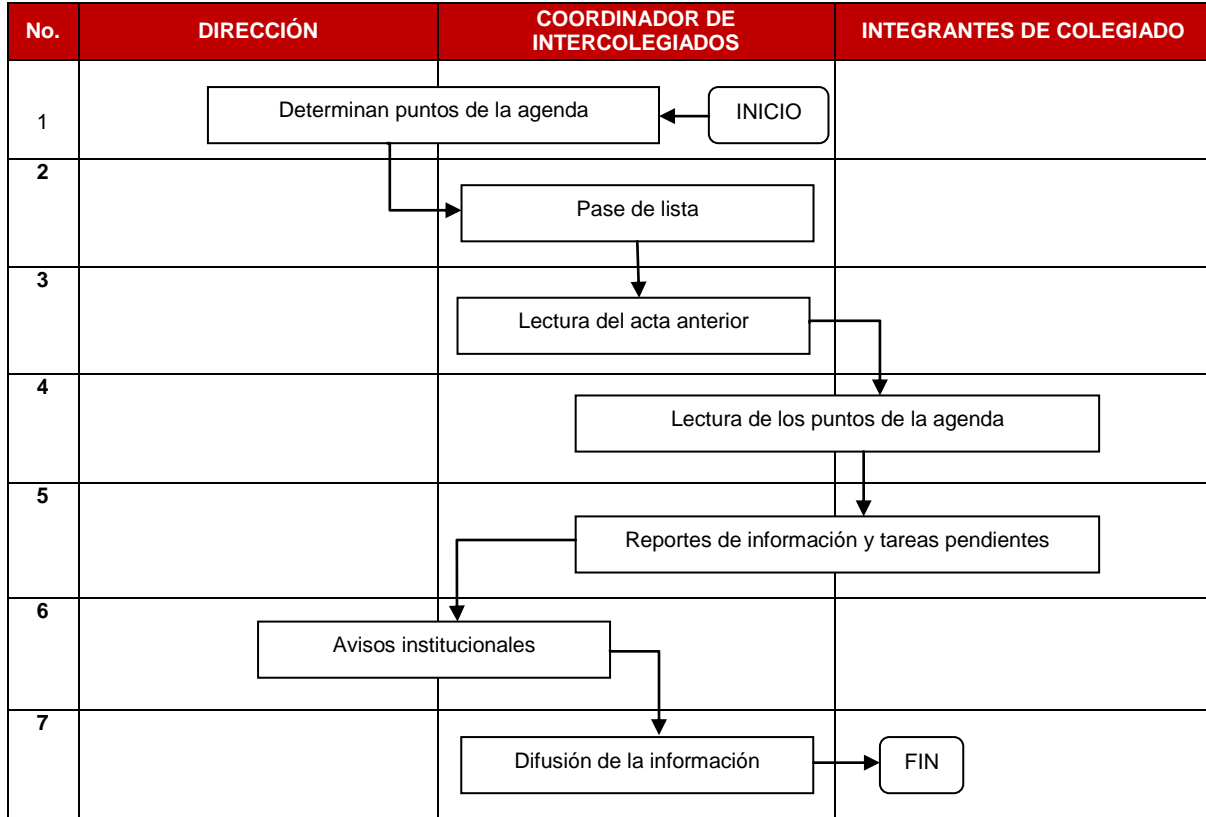 No.
DIRECCIÓN
COORDINADOR DE
INTERCOLEGIADOS
INTEGRANTES DE COLEGIADO
1
Determinan puntos de la agenda
INICIO
2
Pase de lista
3
Lectura del acta anterior
4
Lectura de los puntos de la agenda
5
Reportes de información y tareas pendientes
6
Avisos institucionales
7
Difusión de la información
FIN